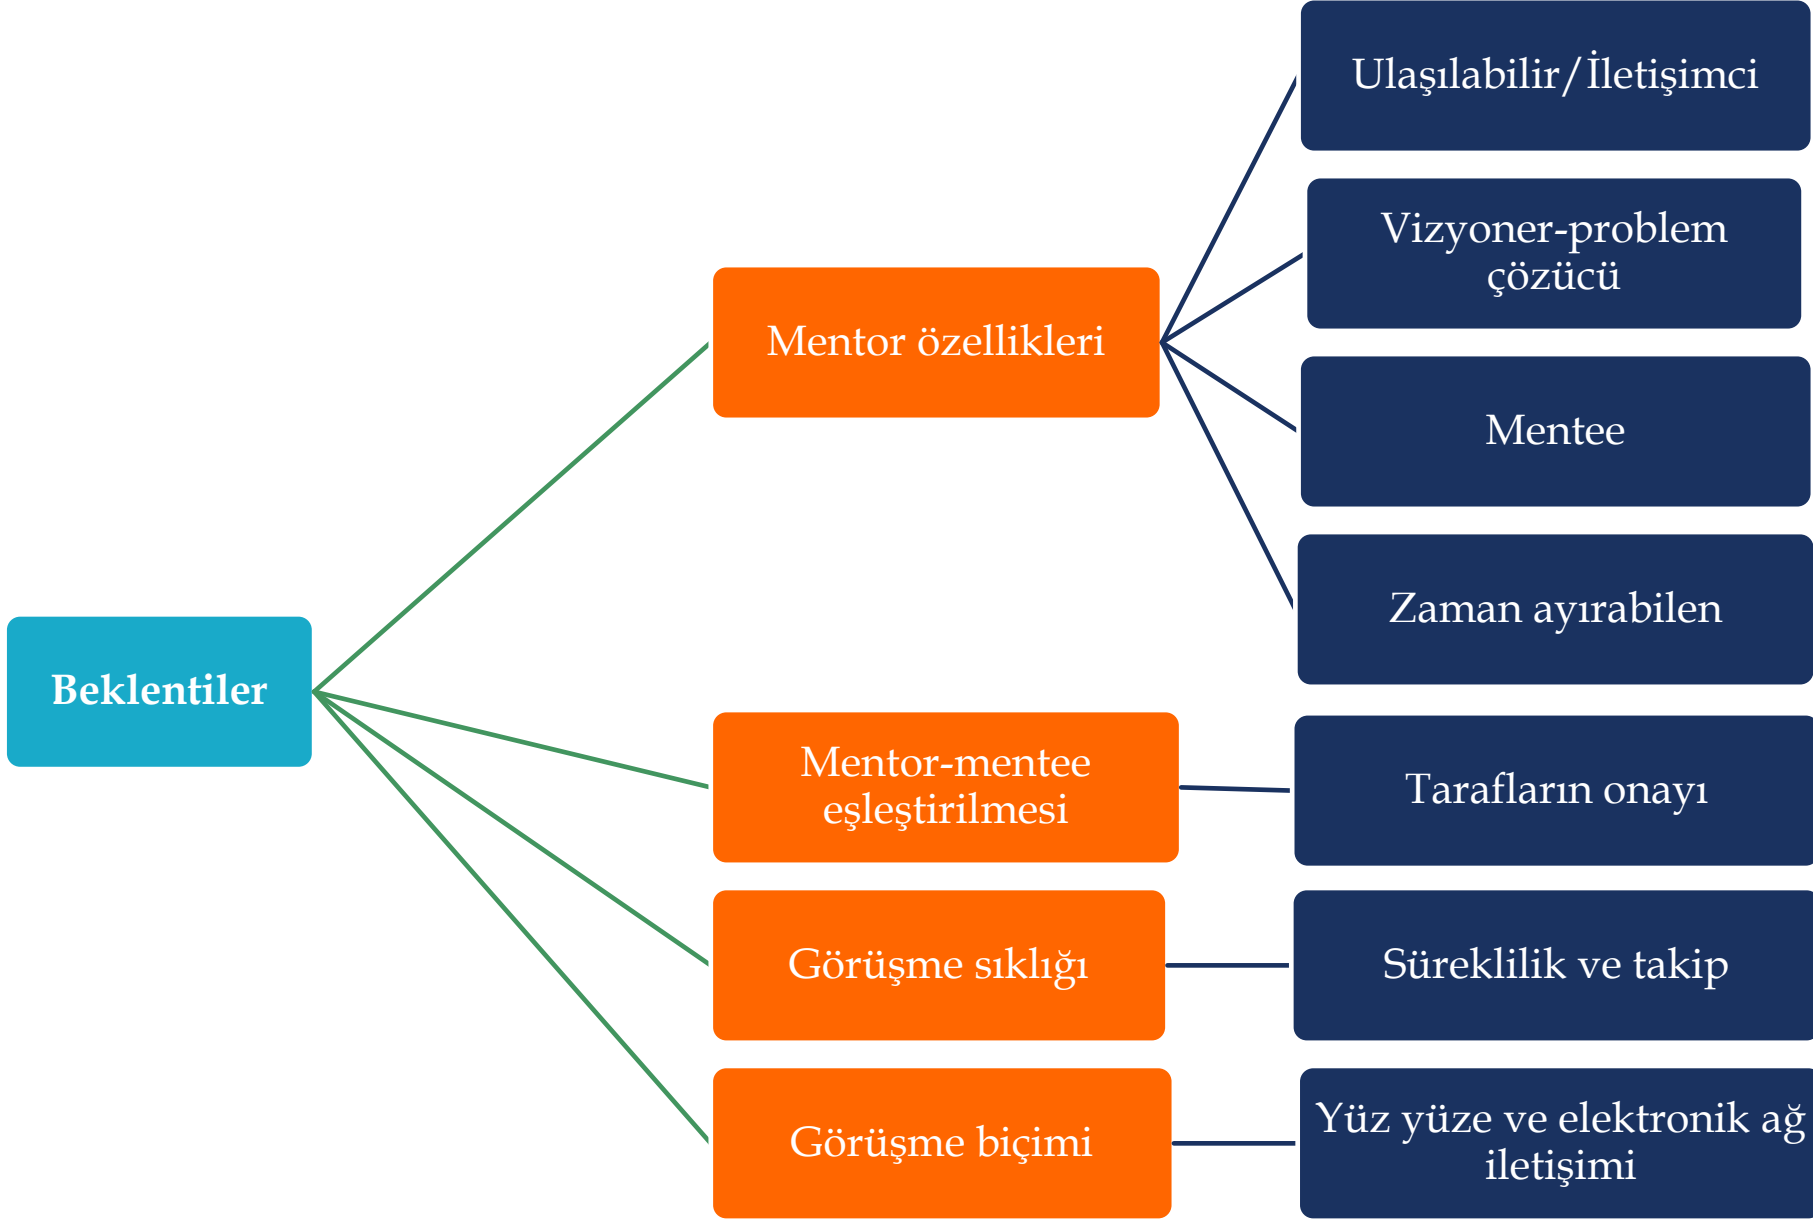 Beklentiler
Mentor özellikleri
Ulaşılabilir/İletişimci
Vizyoner-problem
çözücü
Mentee
Zaman ayırabilen
Mentor-mentee
eşleştirilmesi
Tarafların onayı
Görüşme sıklığı
Süreklilik ve takip
Görüşme biçimi
Yüz yüze ve elektronik ağ
iletişimi